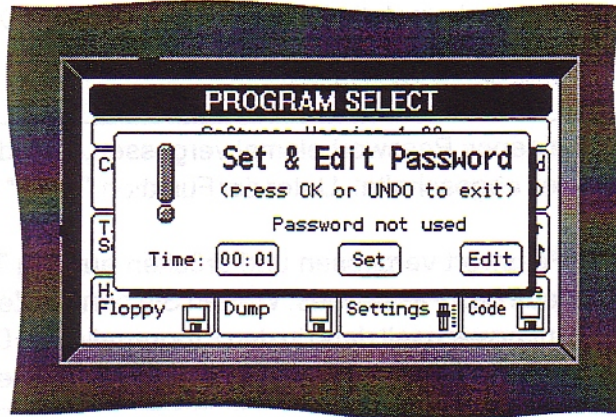 PROGRAM SELECT
Set & Edit Password
(Press OK or UNDO to exit)
Password not used
Time: 00:01 Set Edit
Floppy Dump Settings Code